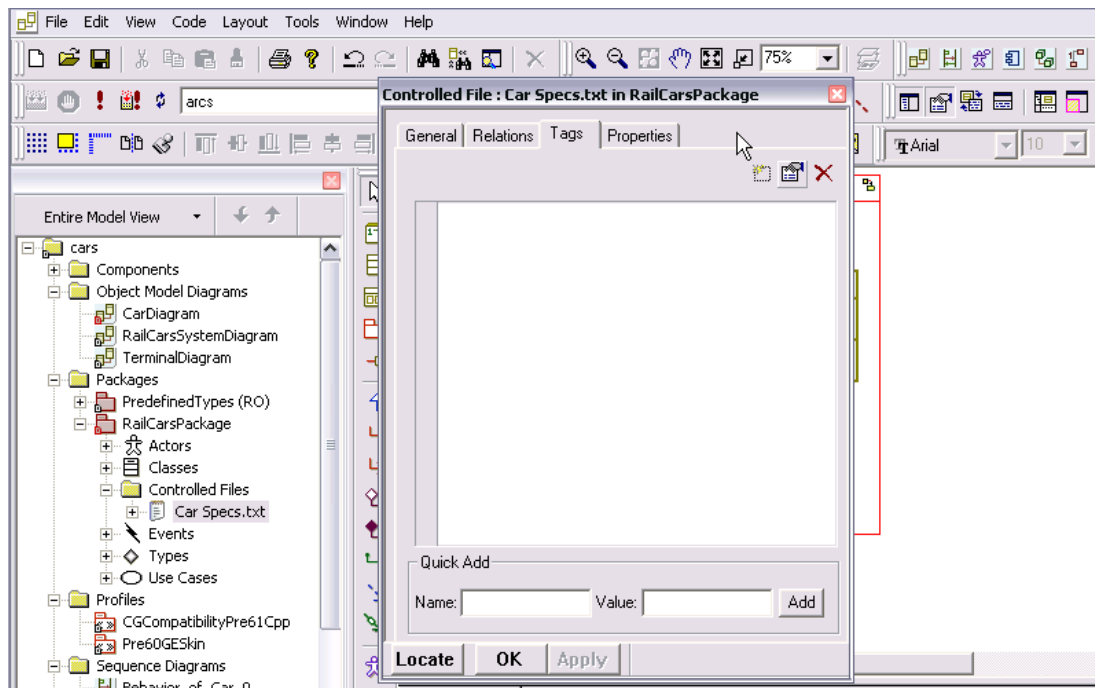 File Edit View Code Layout Tools Window Help
75%
arcs
Arial 10
Controlled File : Car Specs.txt in RailCarsPackage
General Relations Tags Properties
Quick Add
Name: Value: Add
Locate OK Apply
Entire Model View
cars
Components
Object Model Diagrams
CarDiagram
RailCarsSystemDiagram
TerminalDiagram
Packages
PredefinedTypes (RO)
RailCarsPackage
Actors
Classes
Controlled Files
Car Specs.txt
Events
Types
Use Cases
Profiles
CGCompatibilityPre61Cpp
Pre60GESkin
Sequence Diagrams
Behavior_of_Car_0